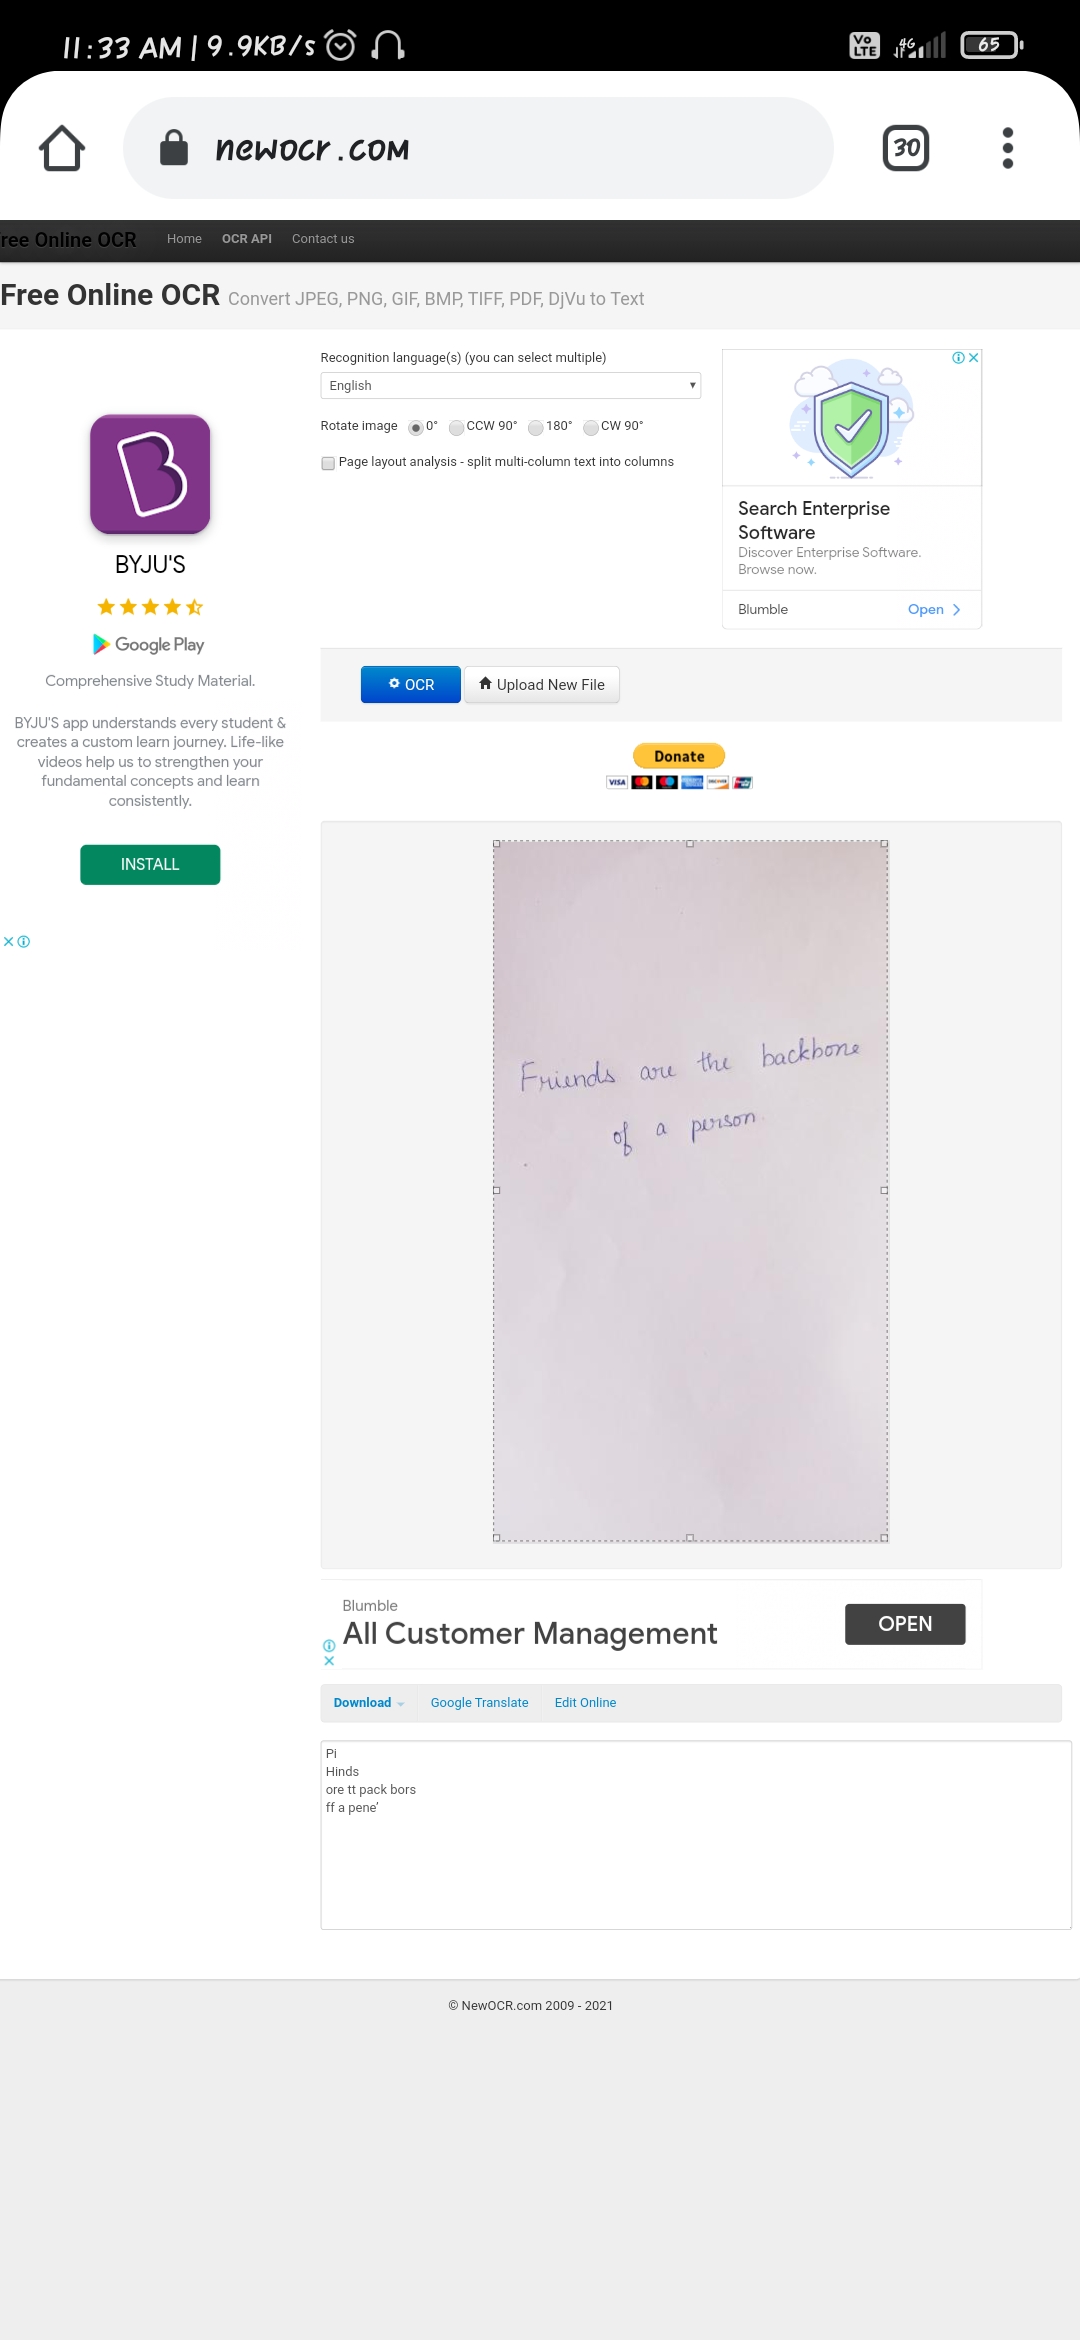 11:33 AM | 9.9KB/s
Vo LTE 4G 65
newocr.com
30
ree Online OCR Home OCR API Contact us
Free Online OCR Convert JPEG, PNG, GIF, BMP, TIFF, PDF, DjVu to Text
Recognition language(s) (you can select multiple)
English
Rotate image 0° CCW 90° 180° CW 90°
Page layout analysis - split multi-column text into columns
BYJU'S
Google Play
Comprehensive Study Material.
BYJU'S app understands every student &
creates a custom learn journey. Life-like
videos help us to strengthen your
fundamental concepts and learn
consistently.
INSTALL
Search Enterprise
Software
Discover Enterprise Software.
Browse now.
Blumble Open
OCR Upload New File
Donate
VISA
Friends are the backbone
of a person
Blumble
All Customer Management
OPEN
Download Google Translate Edit Online
Pi
Hinds
ore tt pack bors
ff a pene’
© NewOCR.com 2009 - 2021